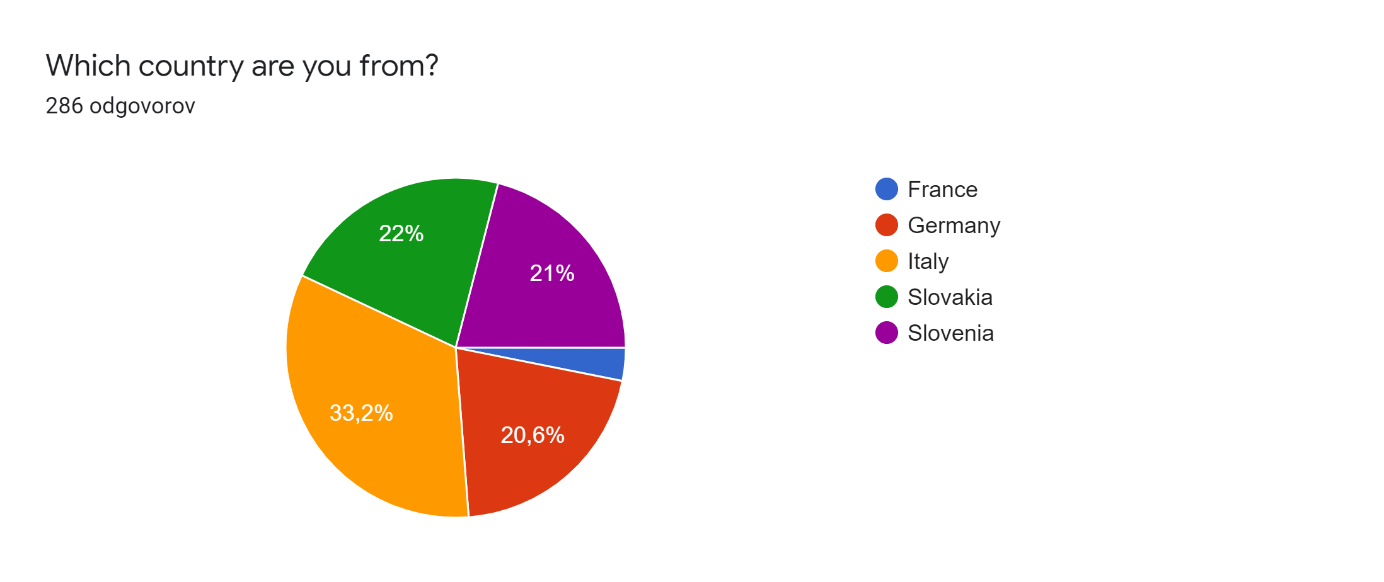 Which country are you from?
286 odgovorov
22%
21%
33,2%
20,6%
France
Germany
Italy
Slovakia
Slovenia